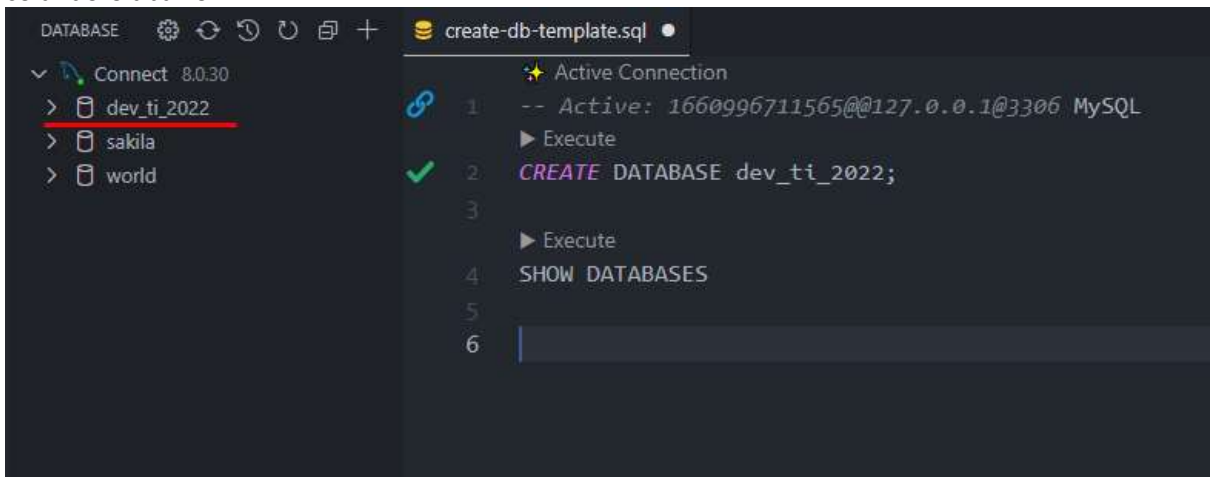 DATABASE
Connect 8.0.30
dev_ti_2022
sakila
world
create-db-template.sql
Active Connection
1 -- Active: 1660996711565@@127.0.0.1@3306 MySQL
Execute
2 CREATE DATABASE dev_ti_2022;
3
Execute
4 SHOW DATABASES
5
6